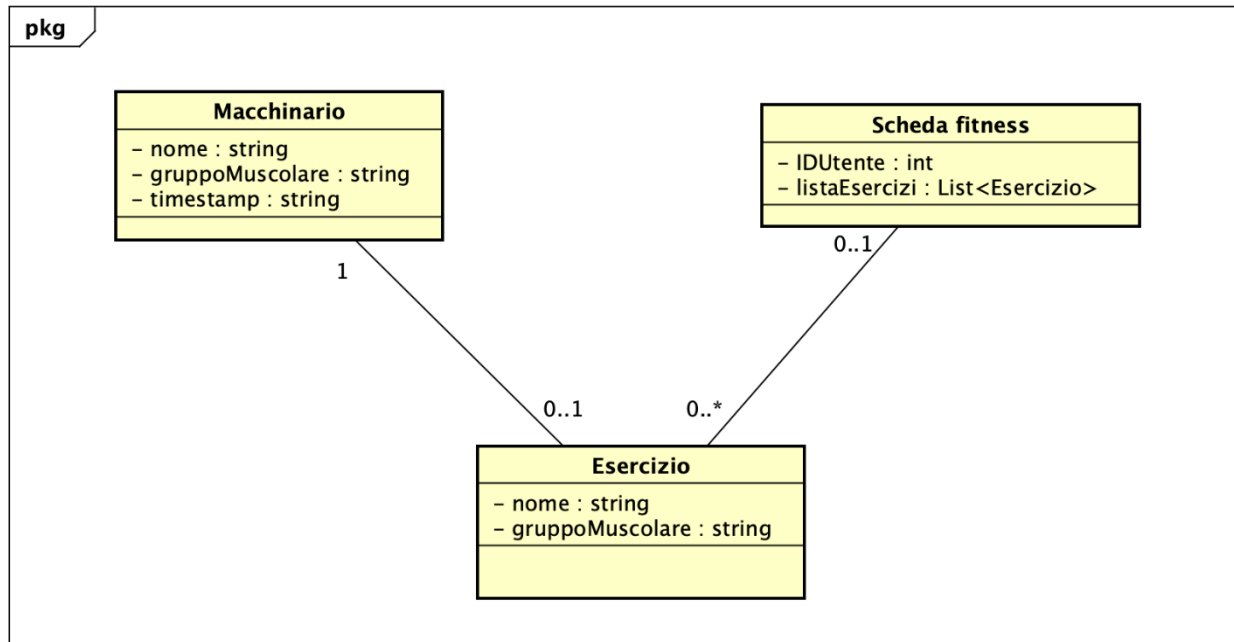 pkg
Macchinario
– nome : string
– gruppoMuscolare : string
– timestamp : string
Scheda fitness
– IDUtente : int
– listaEsercizi : List<Esercizio>
1
0..1
0..1
0..*
Esercizio
– nome : string
– gruppoMuscolare : string